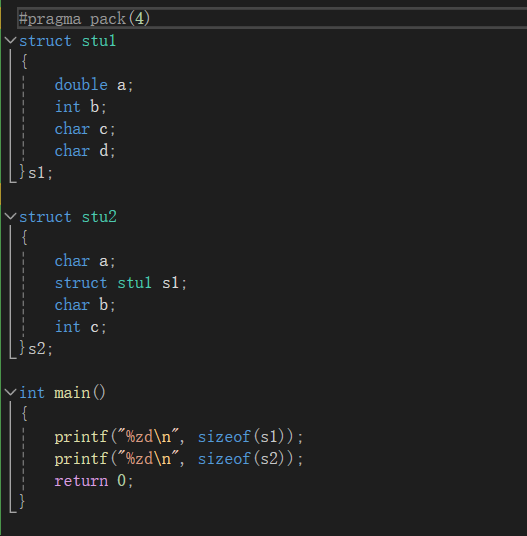 #pragma pack(4)
struct stu1
{
    double a;
    int b;
    char c;
    char d;
}s1;

struct stu2
{
    char a;
    struct stu1 s1;
    char b;
    int c;
}s2;

int main()
{
    printf("%zd\n", sizeof(s1));
    printf("%zd\n", sizeof(s2));
    return 0;
}